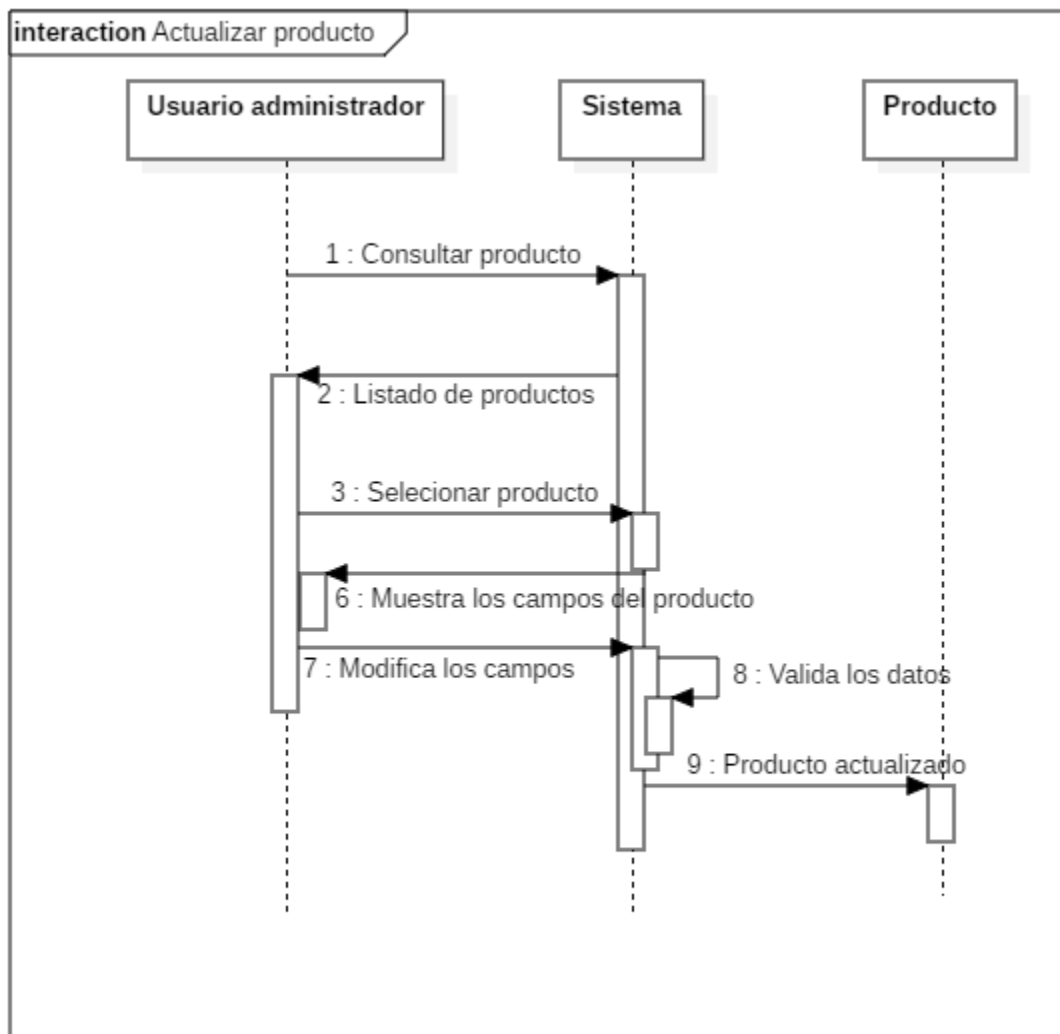 interaction Actualizar producto
Usuario administrador
Sistema
Producto
1 : Consultar producto
2 : Listado de productos
3 : Selecionar producto
6 : Muestra los campos del producto
7 : Modifica los campos
8 : Valida los datos
9 : Producto actualizado